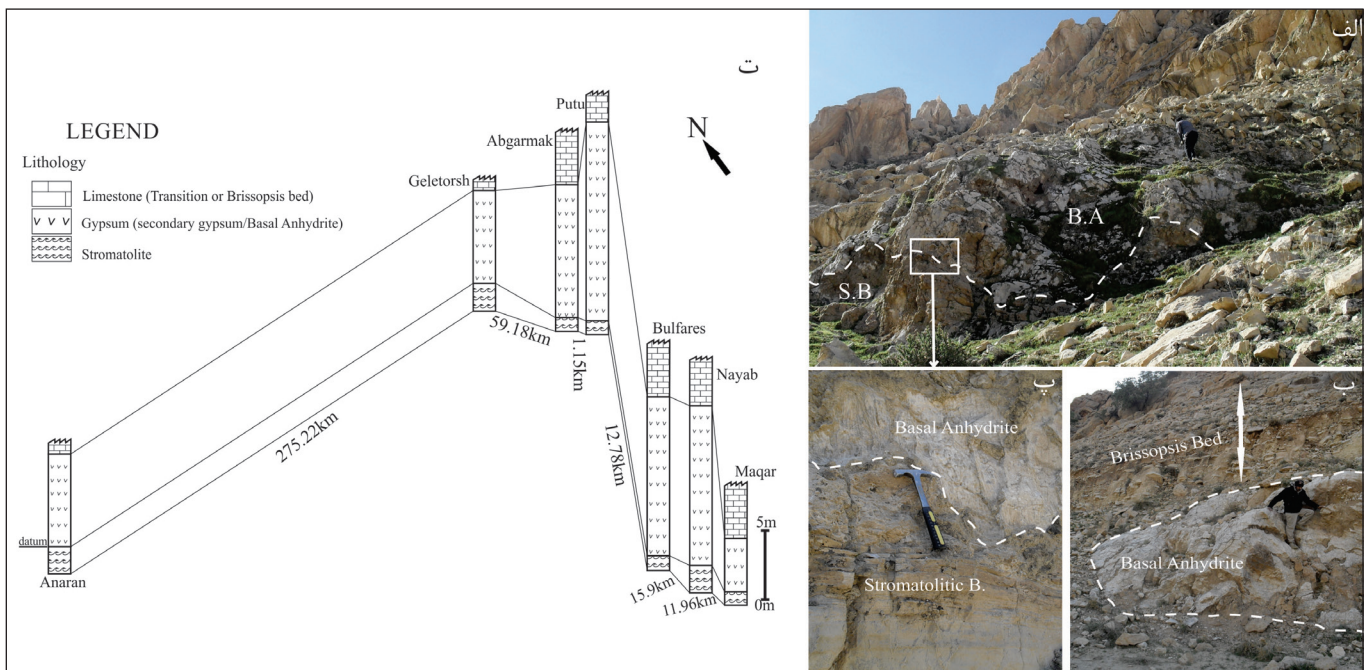 ت
LEGEND
Lithology
Limestone (Transition or Brissopsis bed)
Gypsum (secondary gypsum/Basal Anhydrite)
Stromatolite
N
Putu
Abgarmak
Geletorsh
Bulfares
Nayab
Maqar
Anaran
datum
275.22km
59.18km
1.15km
12.78km
15.9km
11.96km
5m
0m
الف
B.A
S.B
پ
Basal Anhydrite
Stromatolitic B.
ب
Brissopsis Bed
Basal Anhydrite